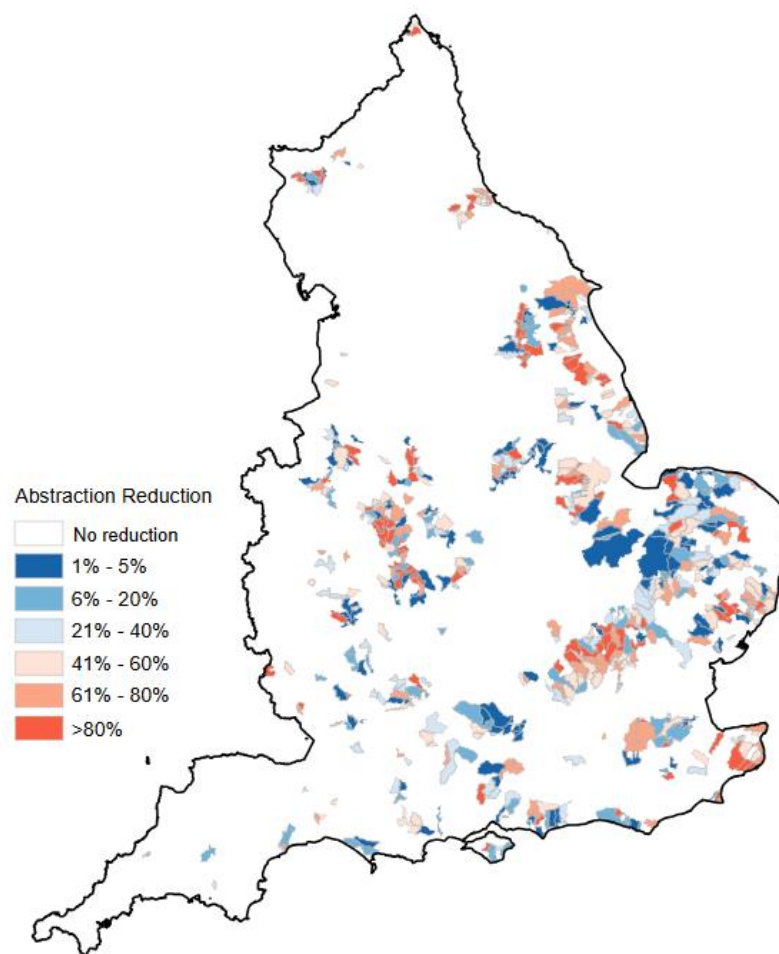 Abstraction Reduction
No reduction
1% - 5%
6% - 20%
21% - 40%
41% - 60%
61% - 80%
>80%